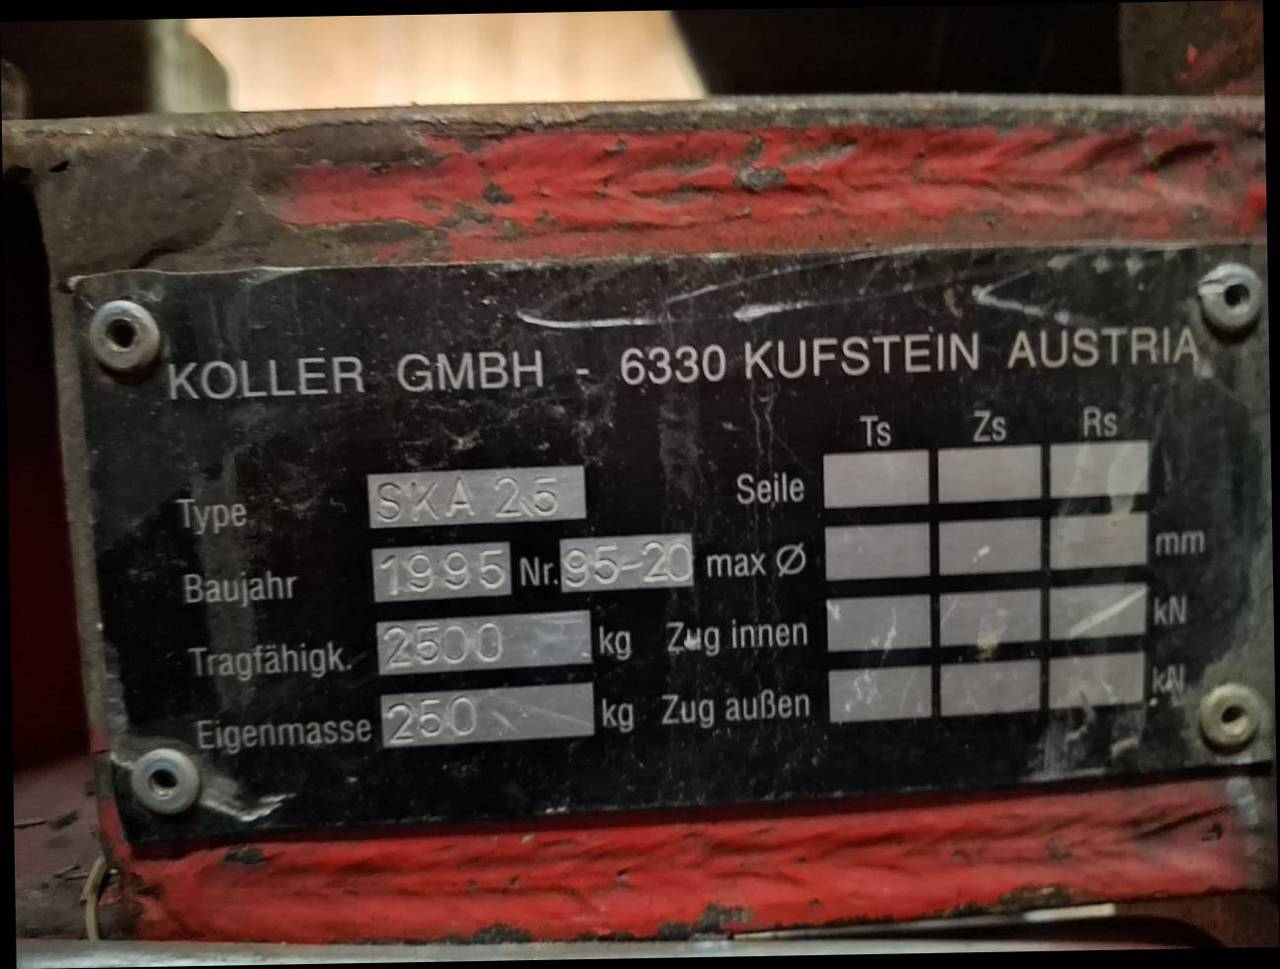 KOLLER GMBH - 6330 KUFSTEIN AUSTRIA
Ts Zs Rs
Type SKA 2,5 Seile
Baujahr 1995 Nr. 95-20 max Ø mm
Tragfähigk. 2500 kg Zug innen kN
Eigenmasse 250 kg Zug außen kN